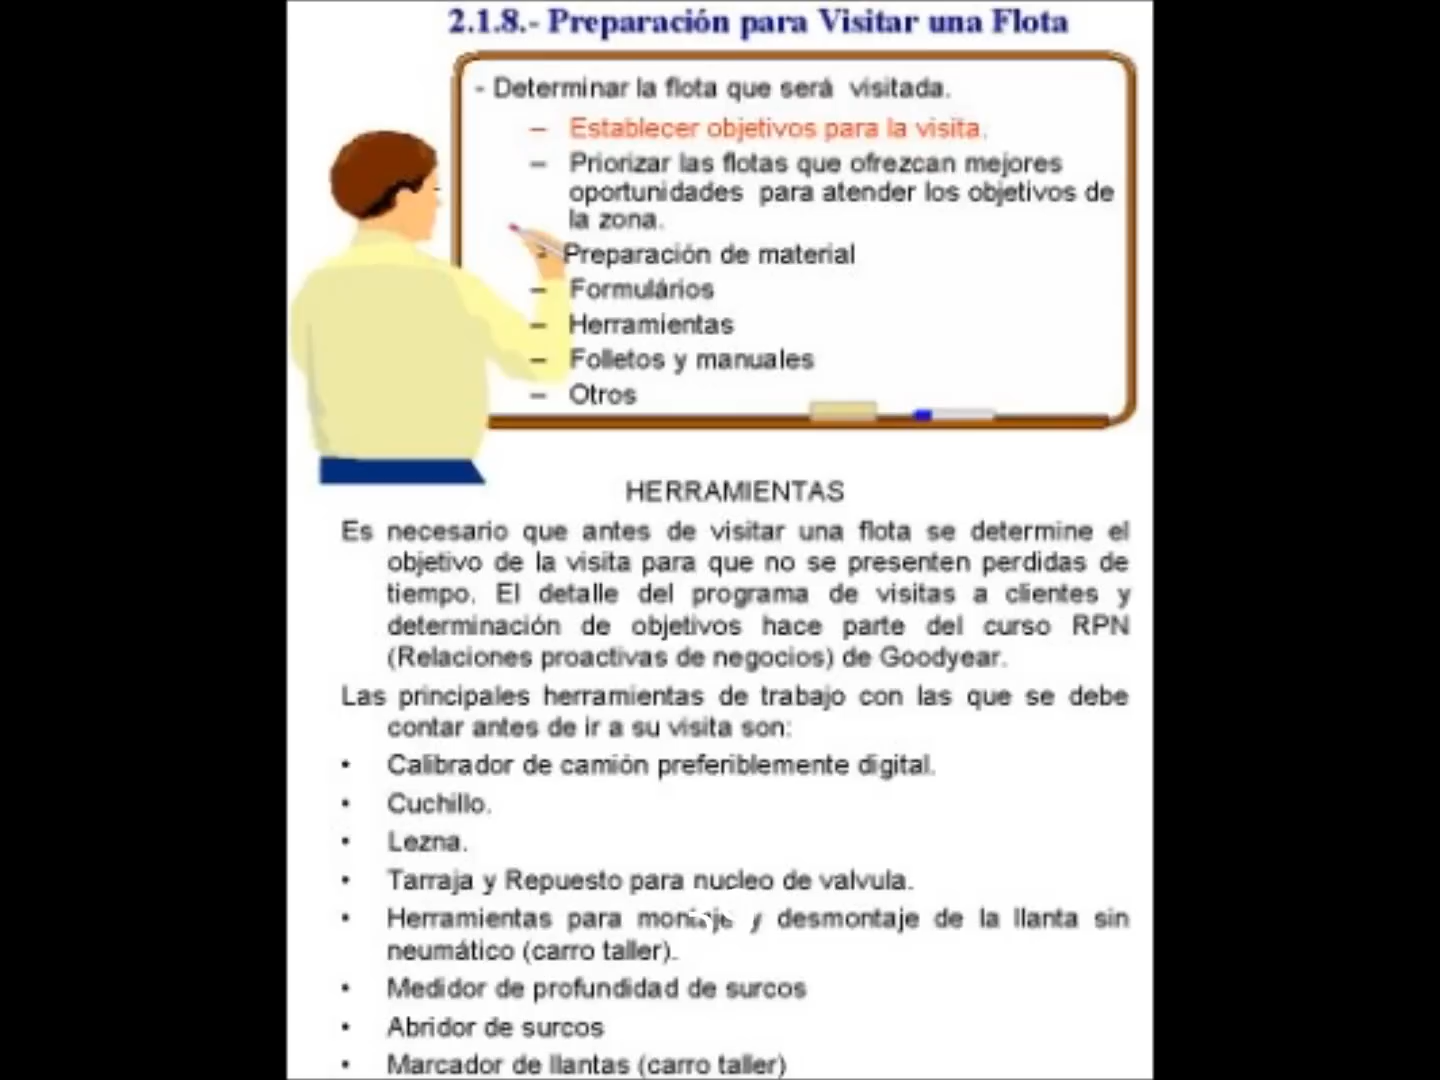 2.1.8.- Preparación para Visitar una Flota
- Determinar la flota que será visitada.
– Establecer objetivos para la visita.
– Priorizar las flotas que ofrezcan mejores
oportunidades para atender los objetivos de
la zona.
- Preparación de material
– Formulários
– Herramientas
– Folletos y manuales
– Otros
HERRAMIENTAS
Es necesario que antes de visitar una flota se determine el
objetivo de la visita para que no se presenten perdidas de
tiempo. El detalle del programa de visitas a clientes y
determinación de objetivos hace parte del curso RPN
(Relaciones proactivas de negocios) de Goodyear.
Las principales herramientas de trabajo con las que se debe
contar antes de ir a su visita son:
• Calibrador de camión preferiblemente digital.
• Cuchillo.
• Lezna.
• Tarraja y Repuesto para nucleo de valvula.
• Herramientas para montaje y desmontaje de la llanta sin
neumático (carro taller).
• Medidor de profundidad de surcos
• Abridor de surcos
• Marcador de llantas (carro taller)